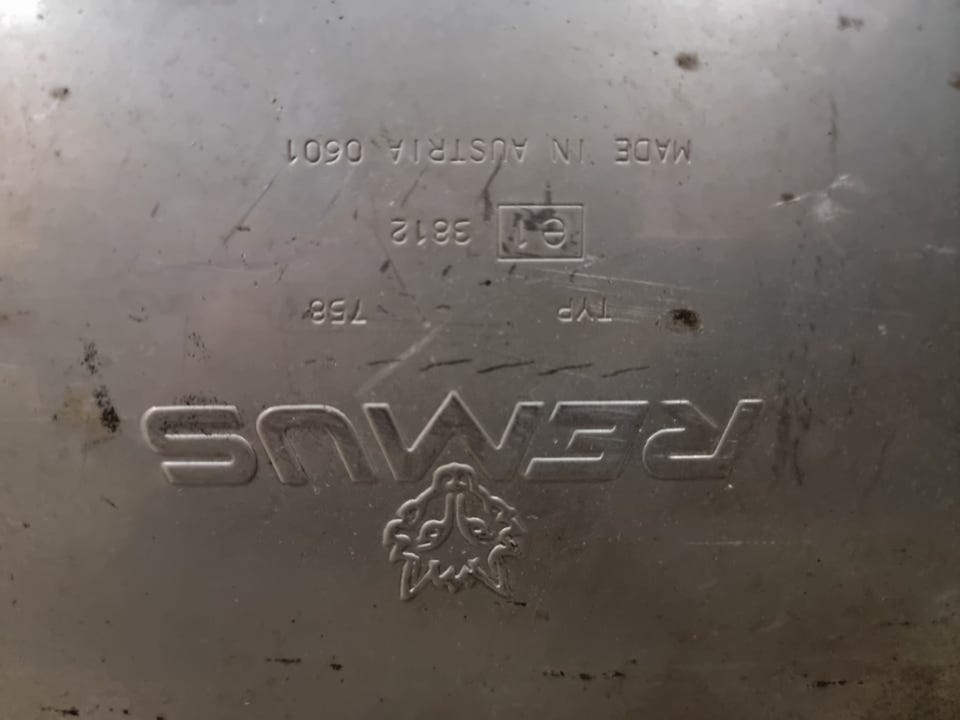 REMUS
TYP 758
e1 3812
MADE IN AUSTRIA 0601